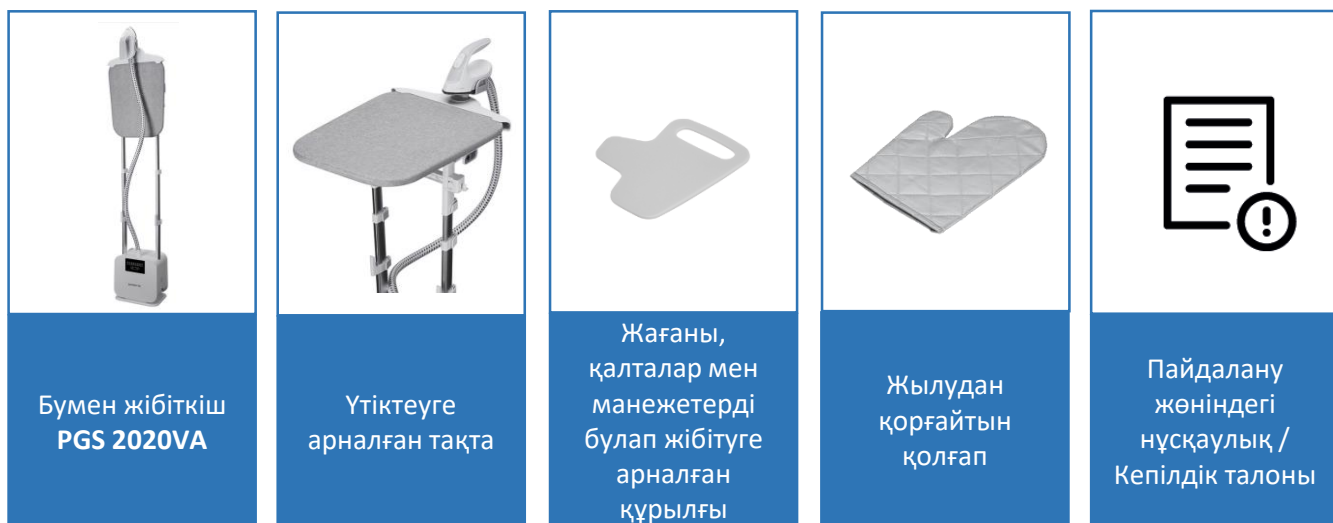 Бумен жібіткіш
PGS 2020VA
Үтіктеуге
арналған тақта
Жағаны,
қалталар мен
манежетерді
булап жібітуге
арналған
құрылғы
Жылудан
қорғайтын
қолғап
Пайдалану
жөніндегі
нұсқаулық /
Кепілдік талоны